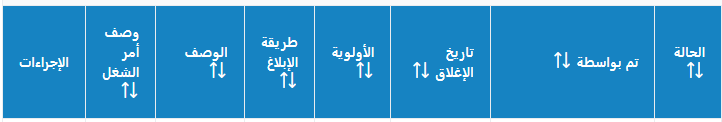 الحالة
تم بواسطة
تاريخ
الإغلاق
الأولوية
طريقة
الإبلاغ
الوصف
وصف
أمر
الشغل
الإجراءات